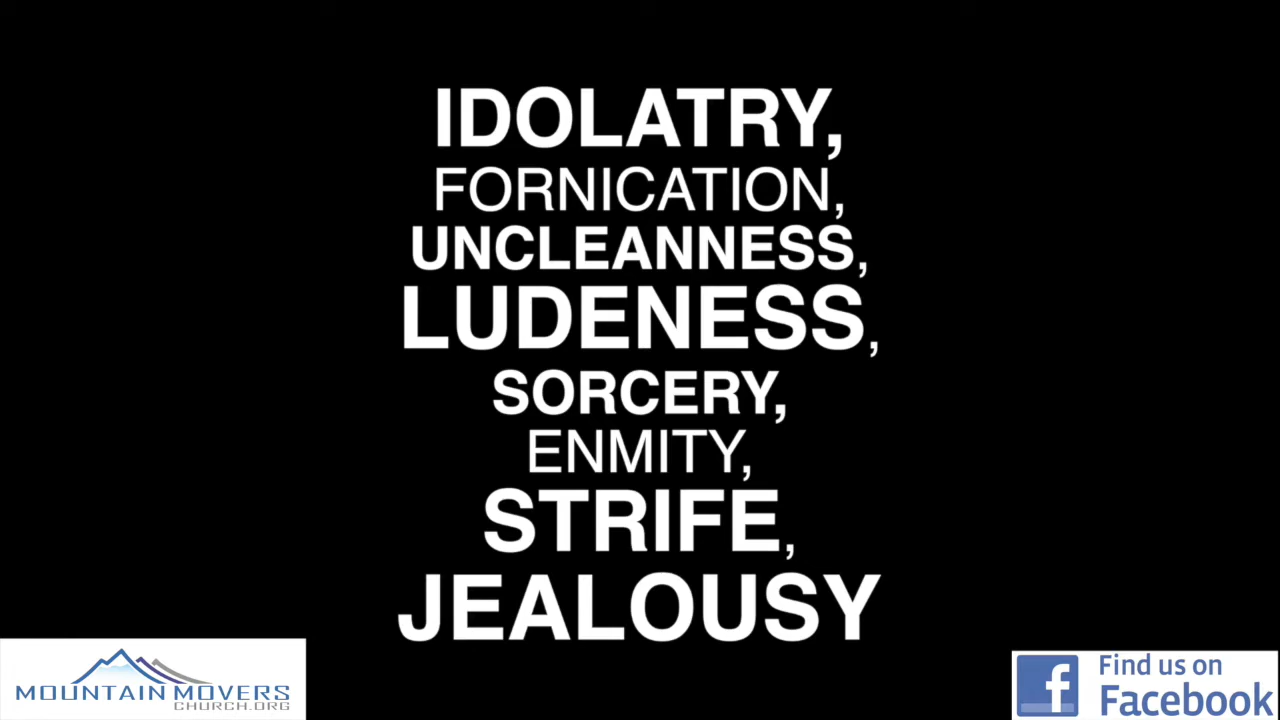 IDOLATRY,
FORNICATION,
UNCLEANNESS,
LUDENESS,
SORCERY,
ENMITY,
STRIFE,
JEALOUSY
MOUNTAIN MOVERS
CHURCH.ORG
f
Find us on
Facebook